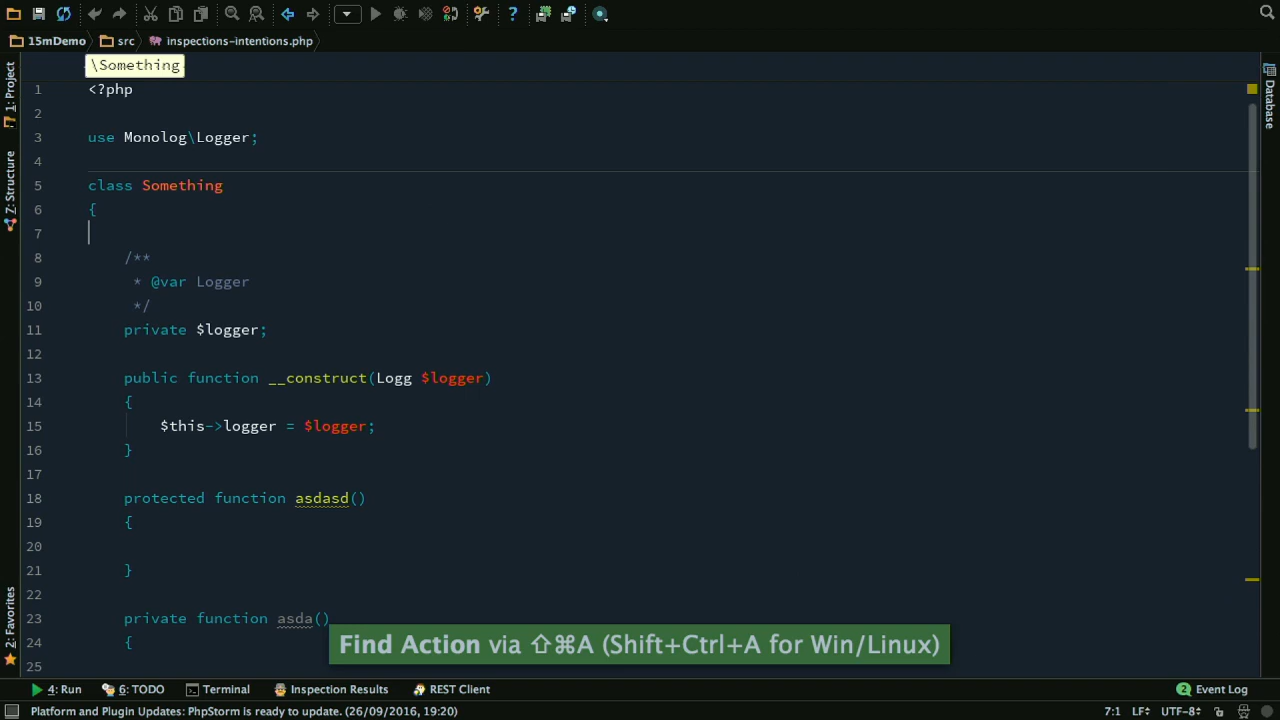 15mDemo src inspections-intentions.php
\Something
1: Project
Z: Structure
2: Favorites
Database
1 <?php
2
3 use Monolog\Logger;
4
5 class Something
6 {
7
8 /**
9 * @var Logger
10 */
11 private $logger;
12
13 public function __construct(Logg $logger)
14 {
15 $this->logger = $logger;
16 }
17
18 protected function asdasd()
19 {
20
21 }
22
23 private function asda()
24 {
25
Find Action via ⇧⌘A (Shift+Ctrl+A for Win/Linux)
4: Run 6: TODO Terminal Inspection Results REST Client 2 Event Log
Platform and Plugin Updates: PhpStorm is ready to update. (26/09/2016, 19:20) 7:1 LF÷ UTF-8÷